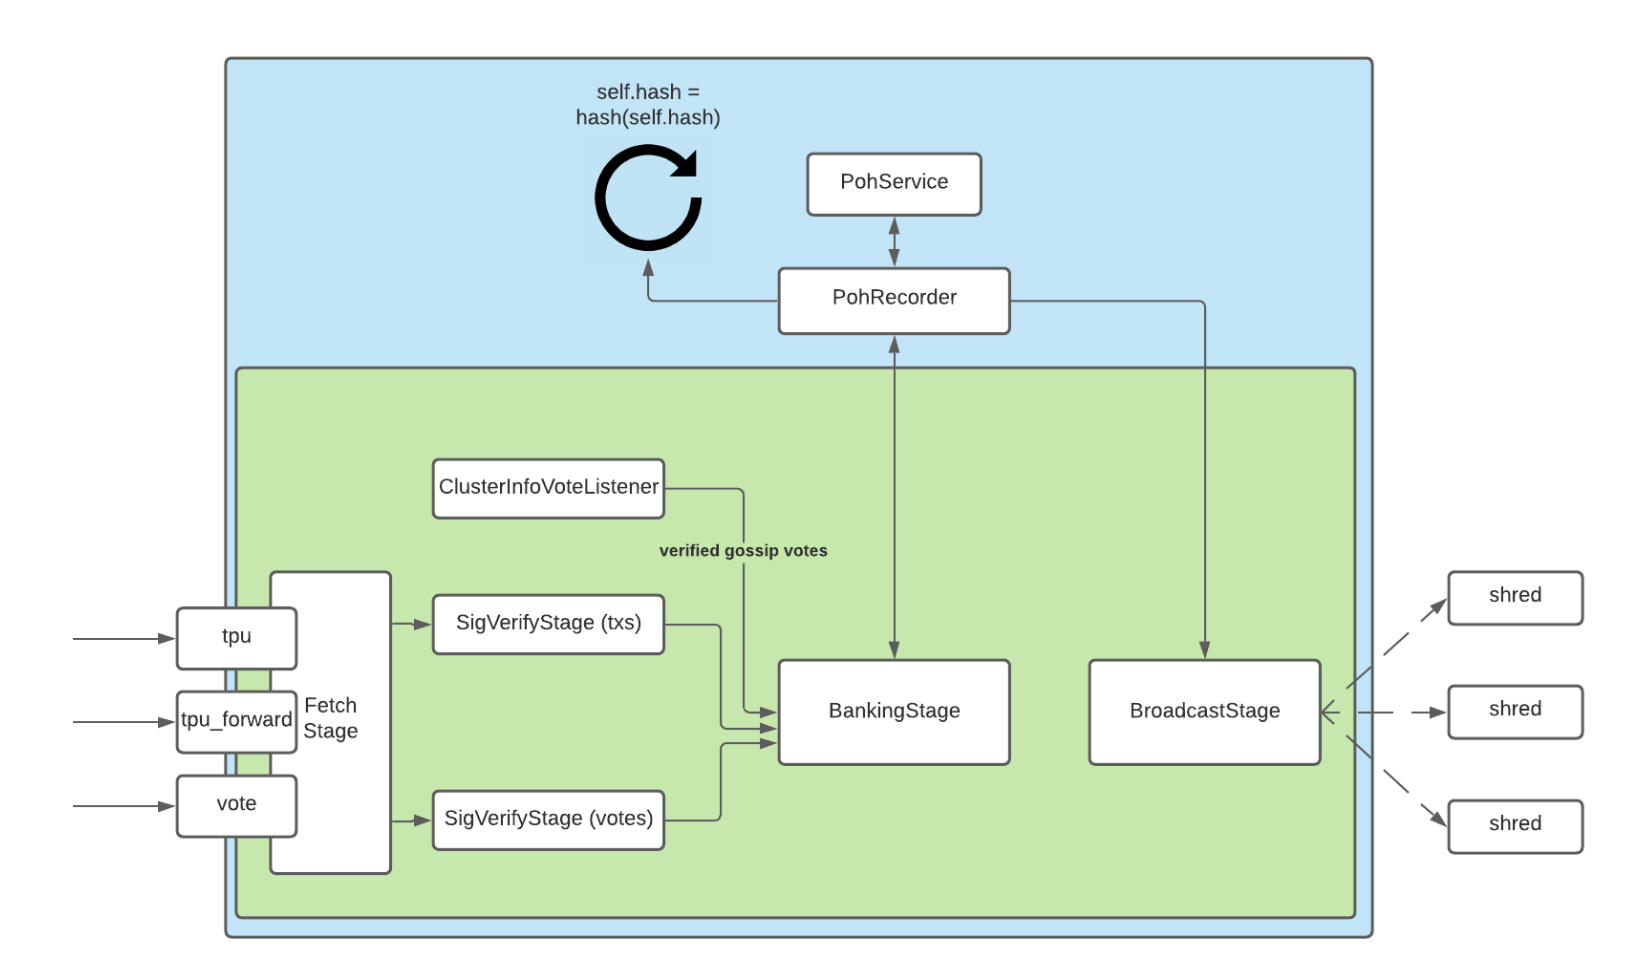 self.hash =
hash(self.hash)
PohService
PohRecorder
ClusterInfoVoteListener
verified gossip votes
SigVerifyStage (txs)
tpu
tpu_forward
vote
Fetch
Stage
SigVerifyStage (votes)
BankingStage
BroadcastStage
shred
shred
shred